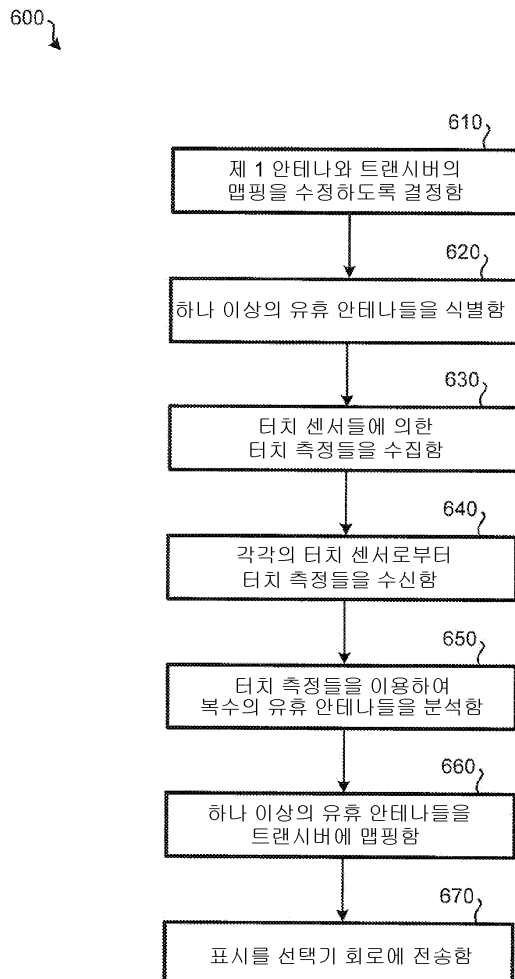 600
610
제 1 안테나와 트랜시버의
맵핑을 수정하도록 결정함
620
하나 이상의 유휴 안테나들을 식별함
630
터치 센서들에 의한
터치 측정들을 수집함
640
각각의 터치 센서로부터
터치 측정들을 수신함
650
터치 측정들을 이용하여
복수의 유휴 안테나들을 분석함
660
하나 이상의 유휴 안테나들을
트랜시버에 맵핑함
670
표시를 선택기 회로에 전송함